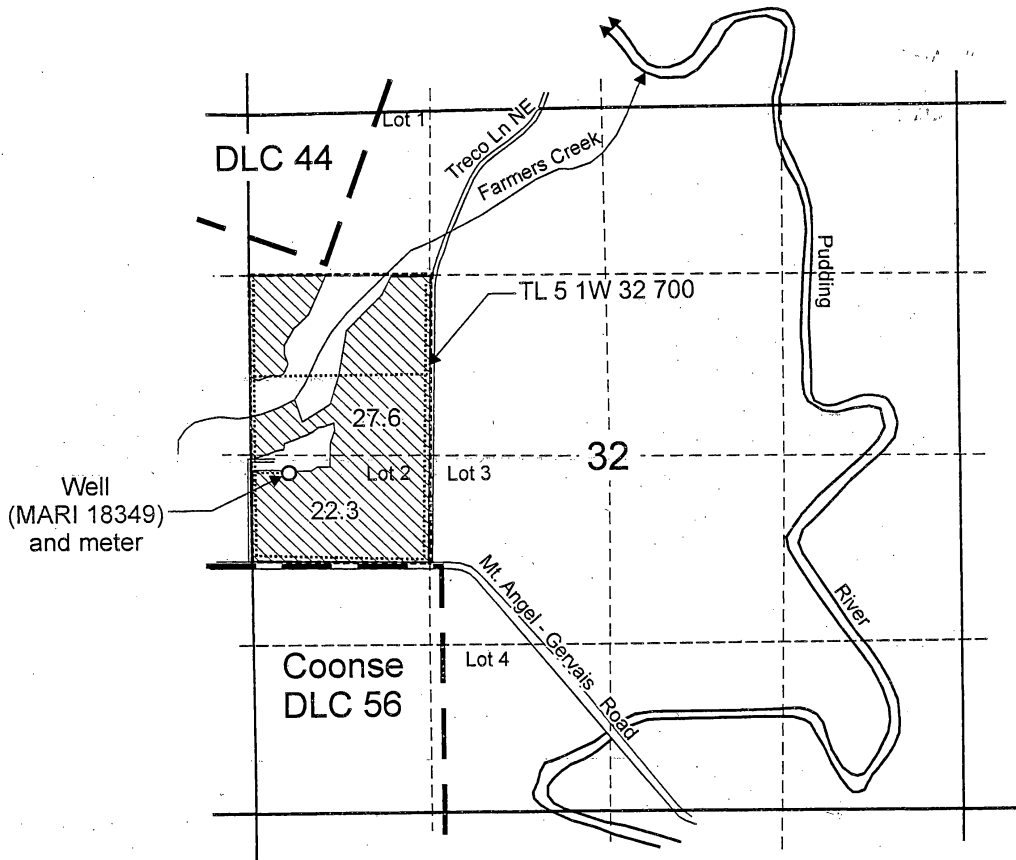 Lot 1
DLC 44
Treco Ln NE
Farmers Creek
Pudding
TL 5 1W 32 700
27.6
32
Lot 2
Lot 3
Well
(MARI 18349)
and meter
22.3
Mt. Angel - Gervais Road
River
Coonse
DLC 56
Lot 4